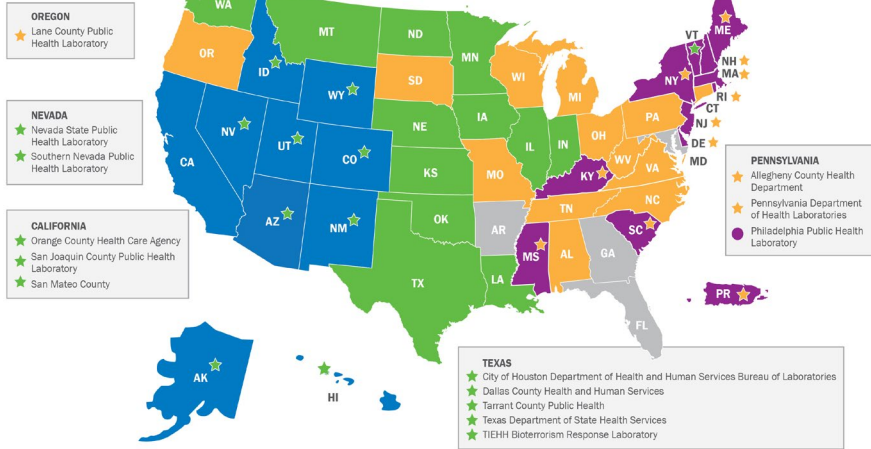 WA
OREGON
Lane County Public
Health Laboratory
MT
ND
MN
VT
ME
OR
ID
SD
WI
NH
MA
WY
MI
NY
RI
CT
NEVADA
Nevada State Public
Health Laboratory
Southern Nevada Public
Health Laboratory
NV
NE
IA
PA
NJ
UT
IL
IN
OH
DE
CA
CO
WV
MD
KS
MO
KY
VA
PENNSYLVANIA
Allegheny County Health
Department
Pennsylvania Department
of Health Laboratories
Philadelphia Public Health
Laboratory
TN
NC
CALIFORNIA
Orange County Health Care Agency
San Joaquin County Public Health
Laboratory
San Mateo County
AZ
NM
OK
AR
SC
MS
AL
GA
TX
LA
PR
FL
AK
HI
TEXAS
City of Houston Department of Health and Human Services Bureau of Laboratories
Dallas County Health and Human Services
Tarrant County Public Health
Texas Department of State Health Services
TIEHH Bioterrorism Response Laboratory